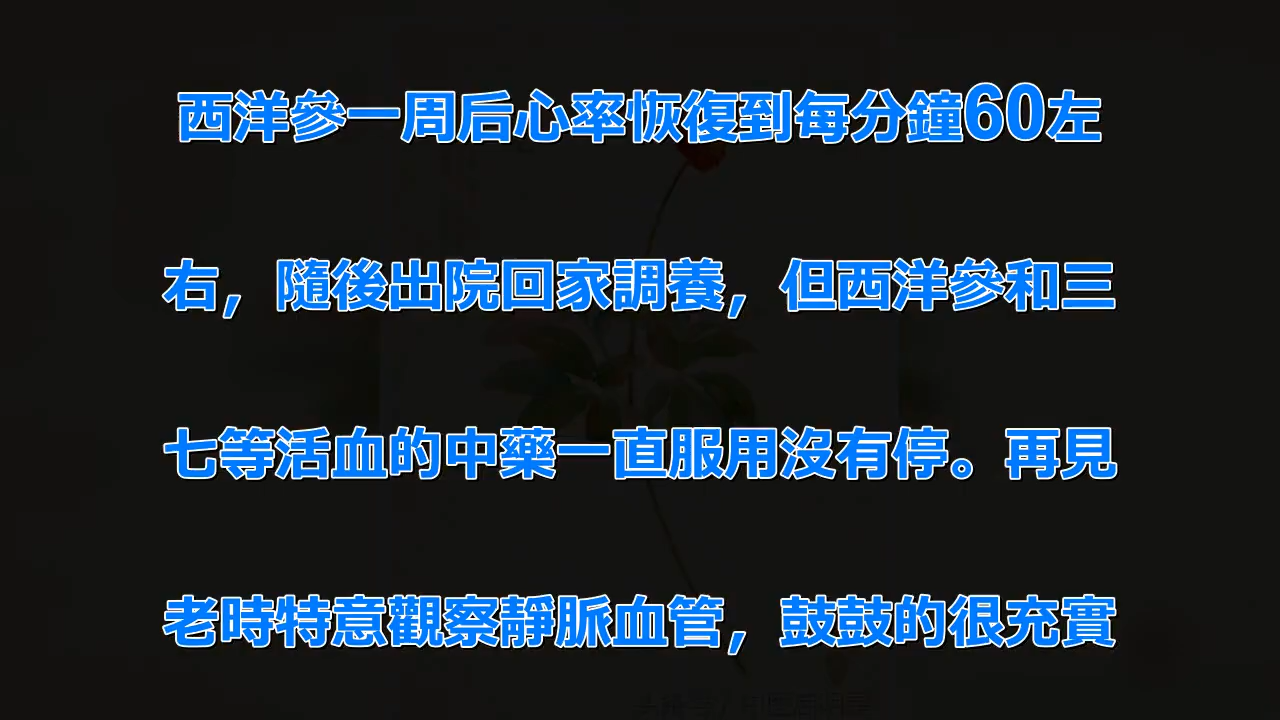 西洋參一周后心率恢復到每分鐘60左
右，隨後出院回家調養，但西洋參和三
七等活血的中藥一直服用沒有停。再見
老時特意觀察靜脈血管，鼓鼓的很充實